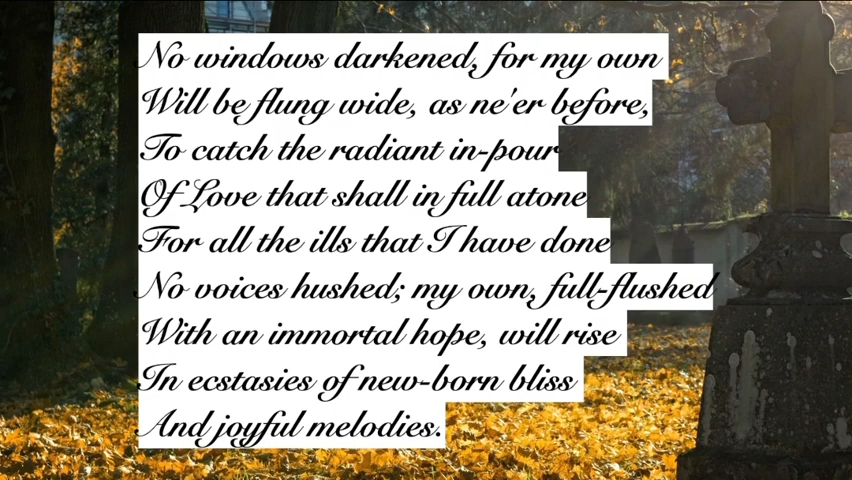 No windows darkened, for my own
Will be flung wide, as ne'er before,
To catch the radiant in-pour
Of Love that shall in full atone
For all the ills that I have done
No voices hushed; my own, full-flushed
With an immortal hope, will rise
In ecstasies of new-born bliss
And joyful melodies.